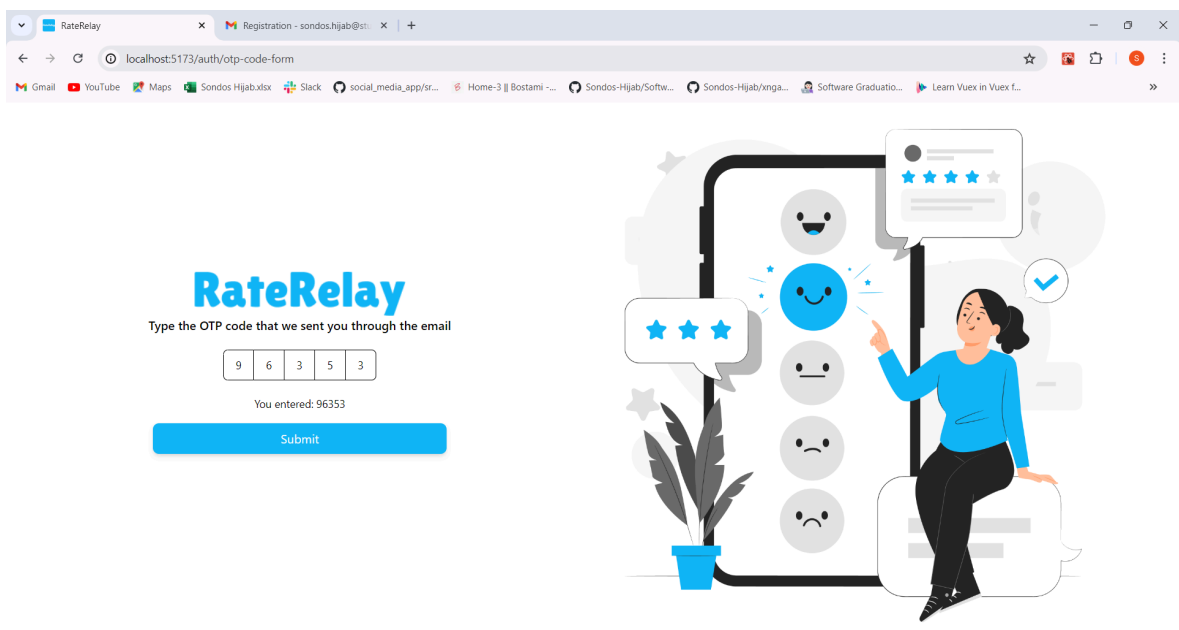 RateRelay
Registration - sondos.hijab@st
localhost:5173/auth/otp-code-form
S
Gmail
YouTube
Maps
Sondos Hijab.xlsx
Slack
social_media_app/sr...
Home-3 || Bostami -...
Sondos-Hijab/Softw...
Sondos-Hijab/xnga...
Software Graduatio...
Learn Vuex in Vuex f...
RateRelay
Type the OTP code that we sent you through the email
9 6 3 5 3
You entered: 96353
Submit